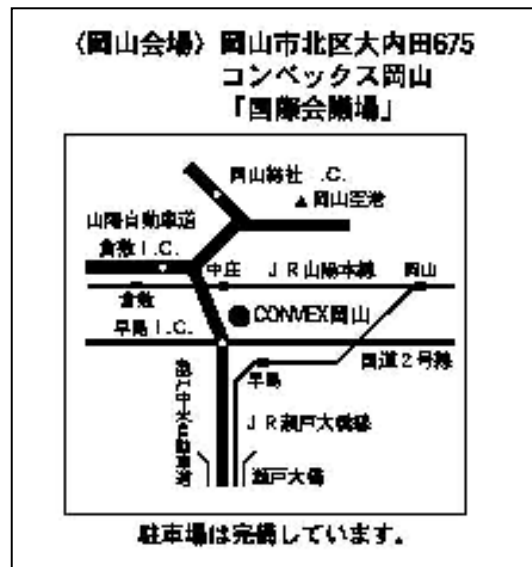 〈岡山会場〉岡山市北区大内田675
コンベックス岡山
「国際会議場」
岡山総社 I.C.
▲岡山空港
山陽自動車道
倉敷 I.C.
中庄
JR山陽本線
岡山
倉敷
CONVEX岡山
早島 I.C.
国道2号線
早島
瀬戸中央自動車道
JR瀬戸大橋線
瀬戸大橋
駐車場は完備しています。